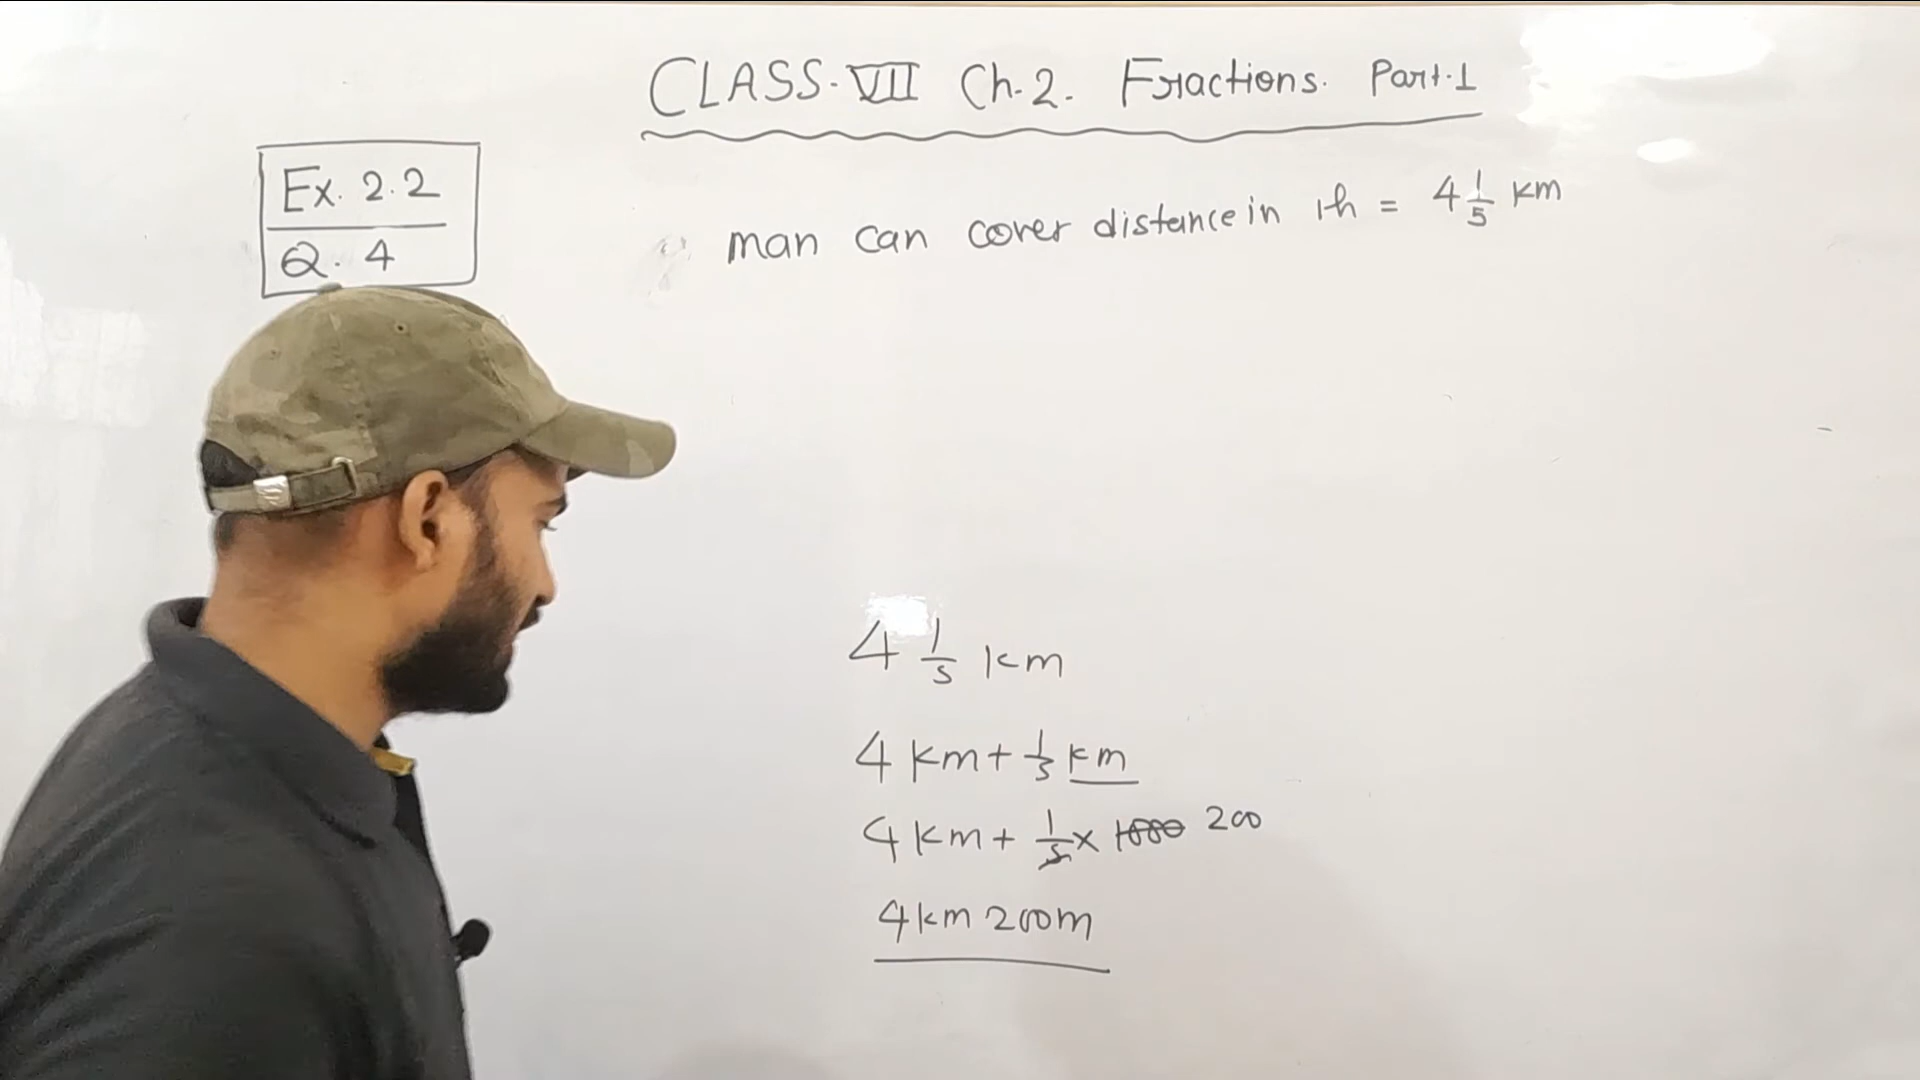 CLASS-VII Ch-2. Fractions. Part-1
Ex. 2.2
Q. 4
man can cover distance in 1h = 4 1/5 km
4 1/5 km
4 km + 1/5 km
4 km + 1/5 × 1000 200
4 km 200m